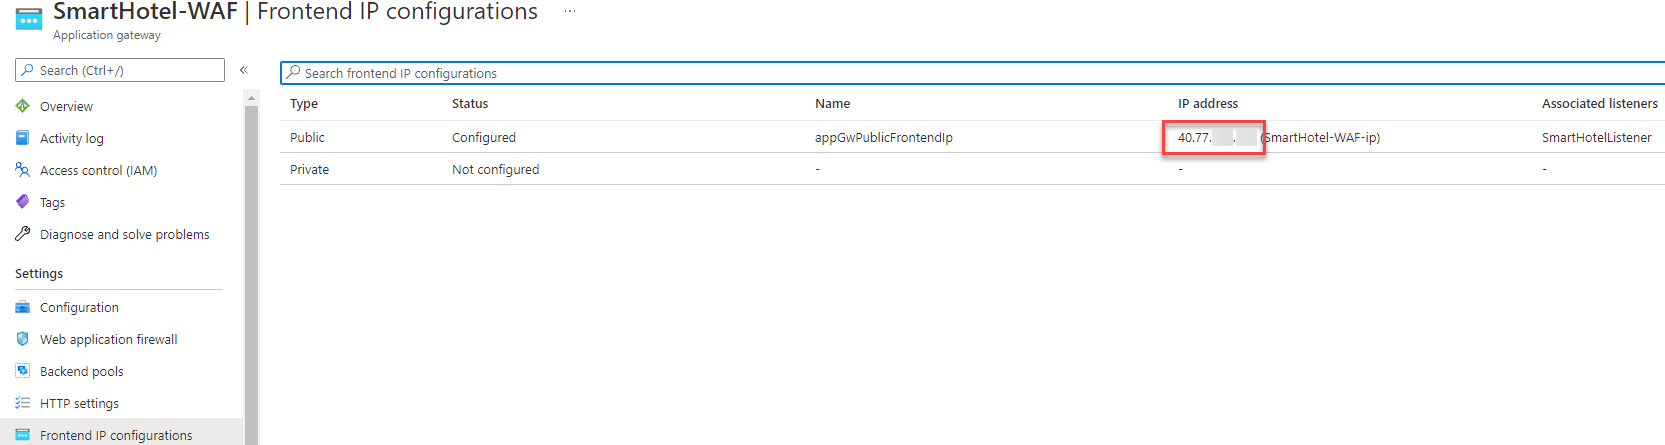 SmartHotel-WAF | Frontend IP configurations ...
Application gateway
Search (Ctrl+/)
«
Overview
Activity log
Access control (IAM)
Tags
Diagnose and solve problems
Settings
Configuration
Web application firewall
Backend pools
HTTP settings
Frontend IP configurations
Search frontend IP configurations
Type Status Name IP address Associated listeners
Public Configured appGwPublicFrontendIp 40.77. . (SmartHotel-WAF-ip) SmartHotelListener
Private Not configured - - -